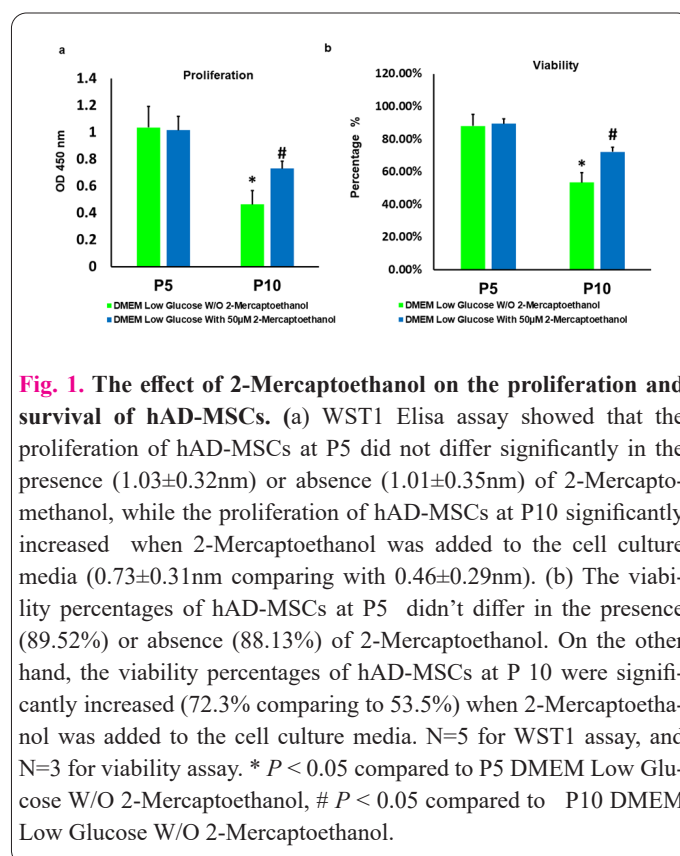 a
b
Proliferation
Viability
OD 450 nm
1.4
1.2
1
0.8
0.6
0.4
0.2
0
*
#
P5
P10
DMEM Low Glucose W/O 2-Mercaptoethanol
DMEM Low Glucose With 50µM 2-Mercaptoethanol
Percentage %
120.00%
100.00%
80.00%
60.00%
40.00%
20.00%
0.00%
*
#
P5
P10
DMEM Low Glucose W/O 2-Mercaptoethanol
DMEM Low Glucose With 50µM 2-Mercaptoethanol
Fig. 1. The effect of 2-Mercaptoethanol on the proliferation and
survival of hAD-MSCs. (a) WST1 Elisa assay showed that the
proliferation of hAD-MSCs at P5 did not differ significantly in the
presence (1.03±0.32nm) or absence (1.01±0.35nm) of 2-Mercapto-
methanol, while the proliferation of hAD-MSCs at P10 significantly
increased when 2-Mercaptoethanol was added to the cell culture
media (0.73±0.31nm comparing with 0.46±0.29nm). (b) The viabi-
lity percentages of hAD-MSCs at P5 didn't differ in the presence
(89.52%) or absence (88.13%) of 2-Mercaptoethanol. On the other
hand, the viability percentages of hAD-MSCs at P 10 were signifi-
cantly increased (72.3% comparing to 53.5%) when 2-Mercaptoetha-
nol was added to the cell culture media. N=5 for WST1 assay, and
N=3 for viability assay. * P < 0.05 compared to P5 DMEM Low Glu-
cose W/O 2-Mercaptoethanol, # P < 0.05 compared to P10 DMEM
Low Glucose W/O 2-Mercaptoethanol.